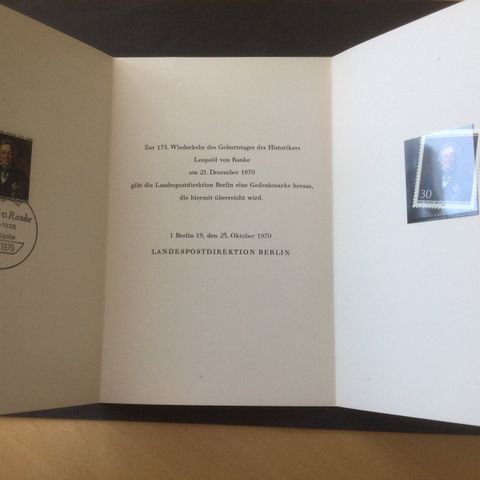 Zur 175. Wiederkehr des Geburtstages des Historikers
Leopold von Ranke
am 21. Dezember 1970
gibt die Landespostdirektion Berlin eine Gedenkmarke heraus,
die hiermit überreicht wird.
1 Berlin 19, den 25. Oktober 1970
LANDESPOSTDIREKTION BERLIN
Ranke
1970
30